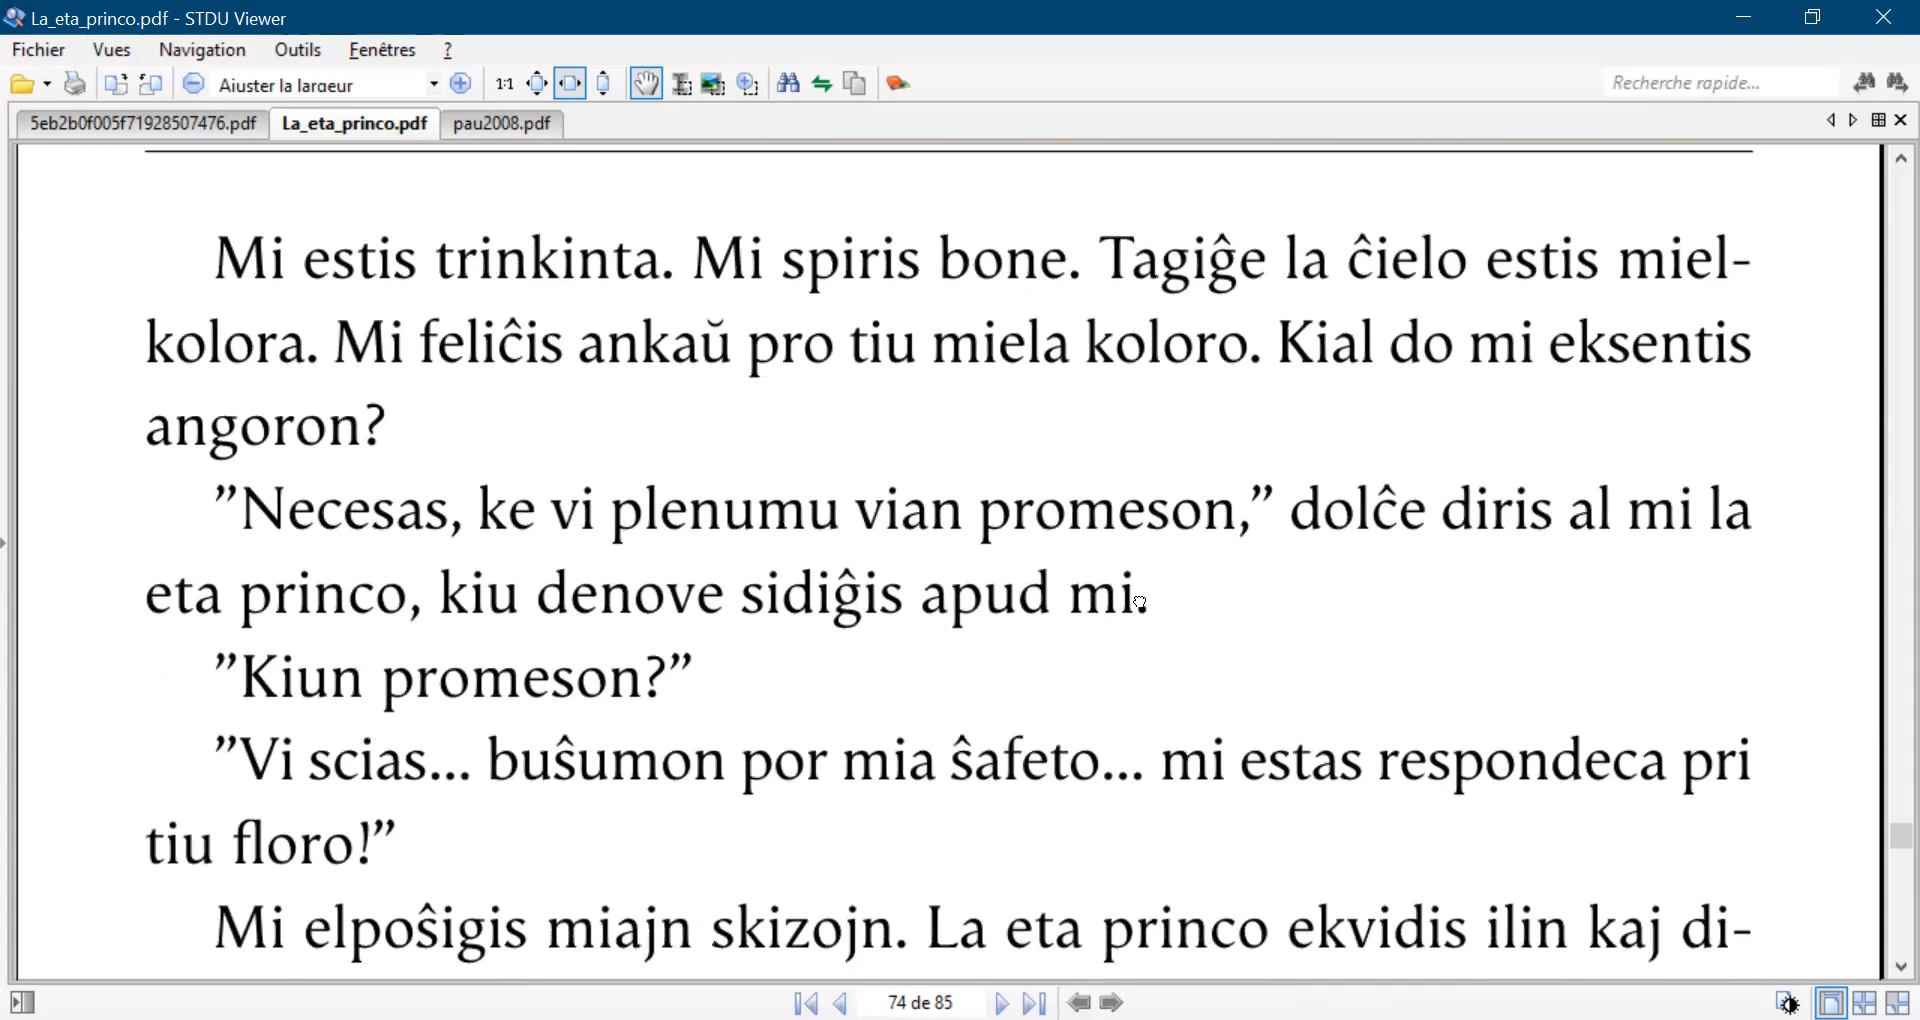 La_eta_princo.pdf - STDU Viewer
Fichier Vues Navigation Outils Fenêtres ?
Ajuster la largeur 1:1 Recherche rapide...
5eb2b0f005f71928507476.pdf La_eta_princo.pdf pau2008.pdf
Mi estis trinkinta. Mi spiris bone. Tagiĝe la ĉielo estis miel-
kolora. Mi feliĉis ankaŭ pro tiu miela koloro. Kial do mi eksentis
angoron?
”Necesas, ke vi plenumu vian promeson,” dolĉe diris al mi la
eta princo, kiu denove sidiĝis apud mi.
”Kiun promeson?”
”Vi scias... buŝumon por mia ŝafeto... mi estas respondeca pri
tiu floro!”
Mi elpoŝigis miajn skizojn. La eta princo ekvidis ilin kaj di-
74 de 85